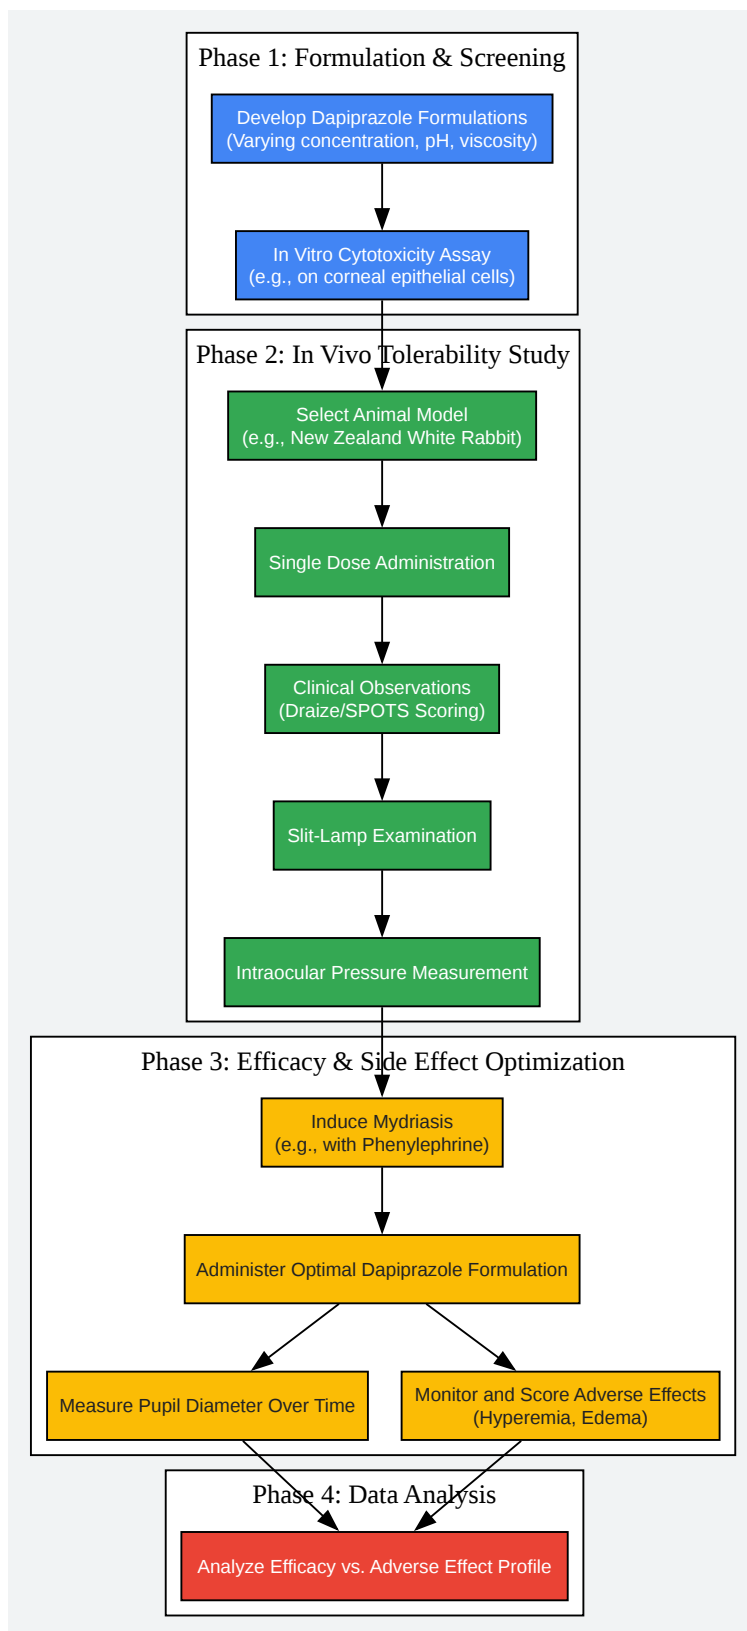 Phase 1: Formulation & Screening
Develop Dapiprazole Formulations
(Varying concentration, pH, viscosity)
In Vitro Cytotoxicity Assay
(e.g., on corneal epithelial cells)
Phase 2: In Vivo Tolerability Study
Select Animal Model
(e.g., New Zealand White Rabbit)
Single Dose Administration
Clinical Observations
(Draize/SPOTS Scoring)
Slit-Lamp Examination
Intraocular Pressure Measurement
Phase 3: Efficacy & Side Effect Optimization
Induce Mydriasis
(e.g., with Phenylephrine)
Administer Optimal Dapiprazole Formulation
Measure Pupil Diameter Over Time
Monitor and Score Adverse Effects
(Hyperemia, Edema)
Phase 4: Data Analysis
Analyze Efficacy vs. Adverse Effect Profile